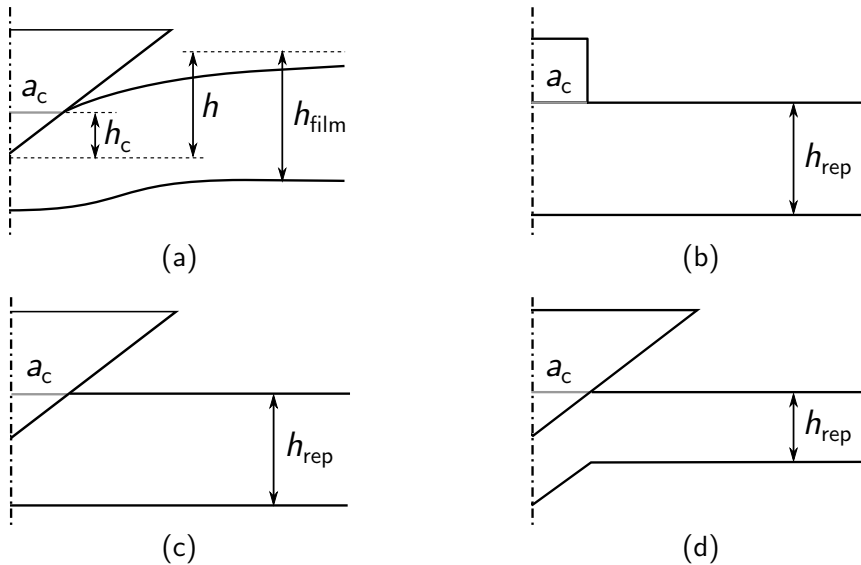 a_c
h_c
h
h_film
(a)
a_c
h_rep
(b)
a_c
h_rep
(c)
a_c
h_rep
(d)